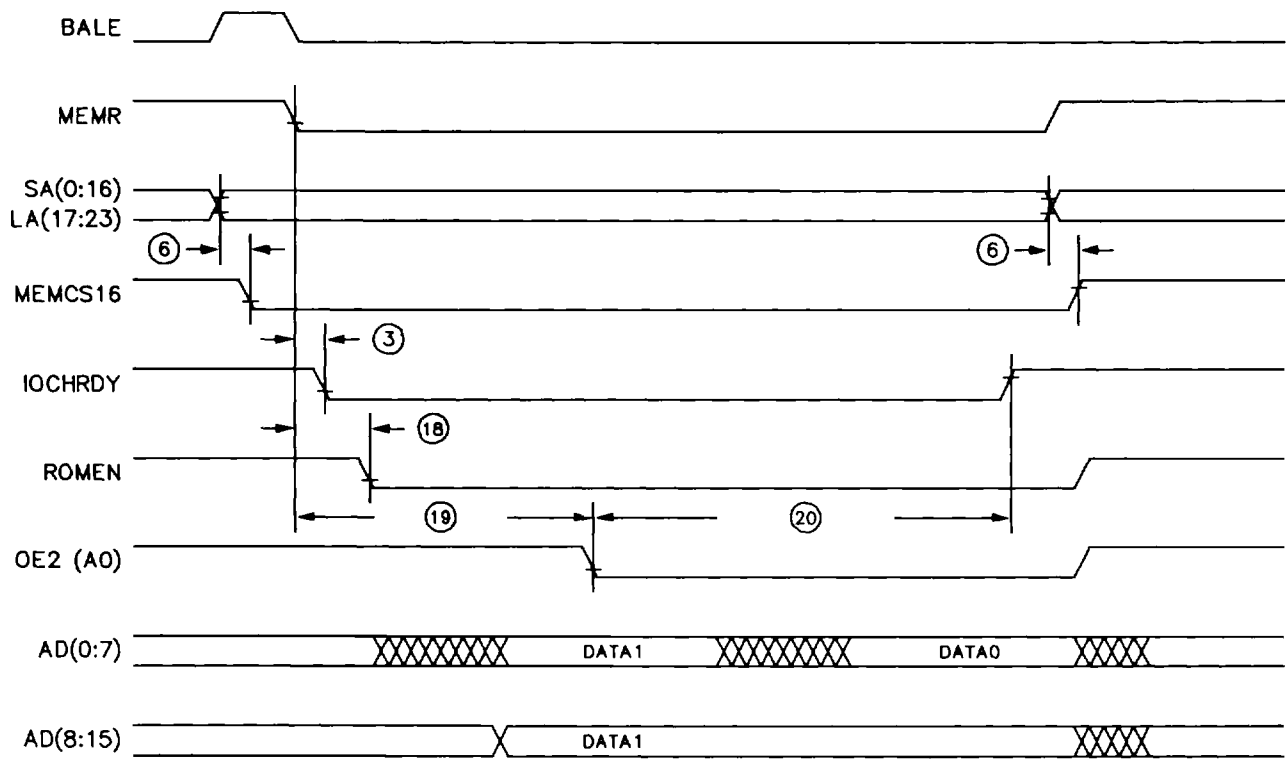 BALE
MEMR
SA(0:16)
LA(17:23)
6 6
MEMCS16
3
IOCHRDY
18
ROMEN
19 20
OE2 (A0)
AD(0:7) DATA1 DATA0
AD(8:15) DATA1